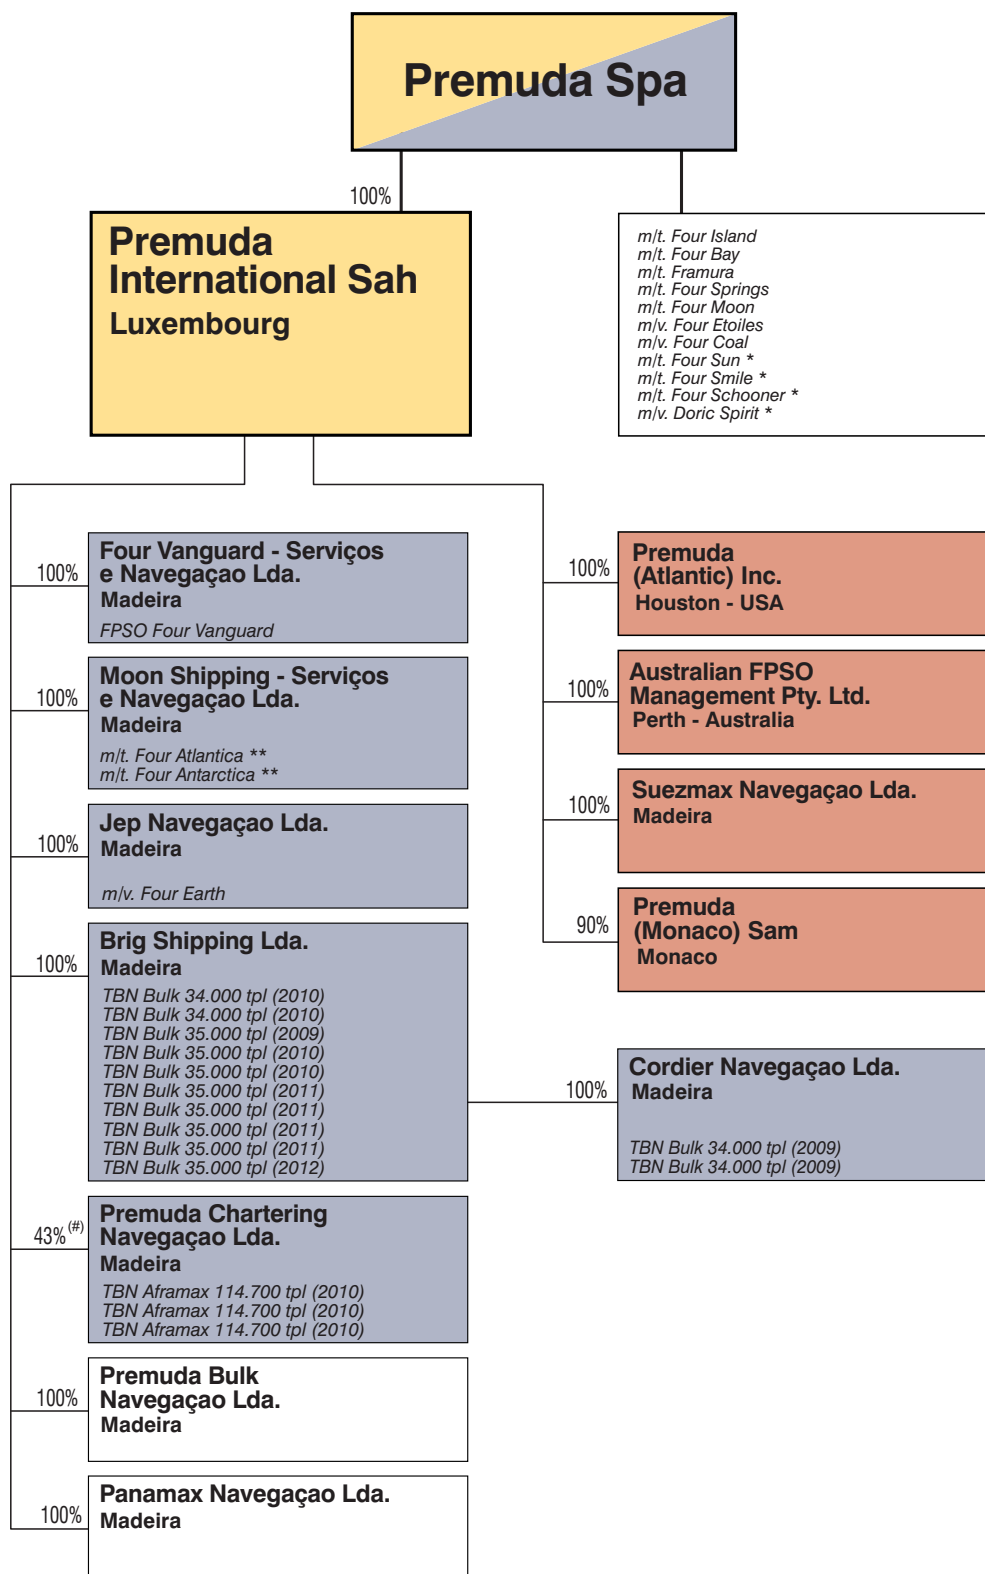 Premuda Spa
100%
Premuda
International Sah
Luxembourg
m/t. Four Island
m/t. Four Bay
m/t. Framura
m/t. Four Springs
m/t. Four Moon
m/v. Four Etoiles
m/v. Four Coal
m/t. Four Sun *
m/t. Four Smile *
m/t. Four Schooner *
m/v. Doric Spirit *
100%
Four Vanguard - Serviços
e Navegaçao Lda.
Madeira
FPSO Four Vanguard
100%
Moon Shipping - Serviços
e Navegaçao Lda.
Madeira
m/t. Four Atlantica **
m/t. Four Antarctica **
100%
Jep Navegaçao Lda.
Madeira
m/v. Four Earth
100%
Brig Shipping Lda.
Madeira
TBN Bulk 34.000 tpl (2010)
TBN Bulk 34.000 tpl (2010)
TBN Bulk 35.000 tpl (2009)
TBN Bulk 35.000 tpl (2010)
TBN Bulk 35.000 tpl (2010)
TBN Bulk 35.000 tpl (2011)
TBN Bulk 35.000 tpl (2011)
TBN Bulk 35.000 tpl (2011)
TBN Bulk 35.000 tpl (2011)
TBN Bulk 35.000 tpl (2012)
43% (#)
Premuda Chartering
Navegaçao Lda.
Madeira
TBN Aframax 114.700 tpl (2010)
TBN Aframax 114.700 tpl (2010)
TBN Aframax 114.700 tpl (2010)
100%
Premuda Bulk
Navegaçao Lda.
Madeira
100%
Panamax Navegaçao Lda.
Madeira
100%
Premuda
(Atlantic) Inc.
Houston - USA
100%
Australian FPSO
Management Pty. Ltd.
Perth - Australia
100%
Suezmax Navegaçao Lda.
Madeira
90%
Premuda
(Monaco) Sam
Monaco
100%
Cordier Navegaçao Lda.
Madeira
TBN Bulk 34.000 tpl (2009)
TBN Bulk 34.000 tpl (2009)